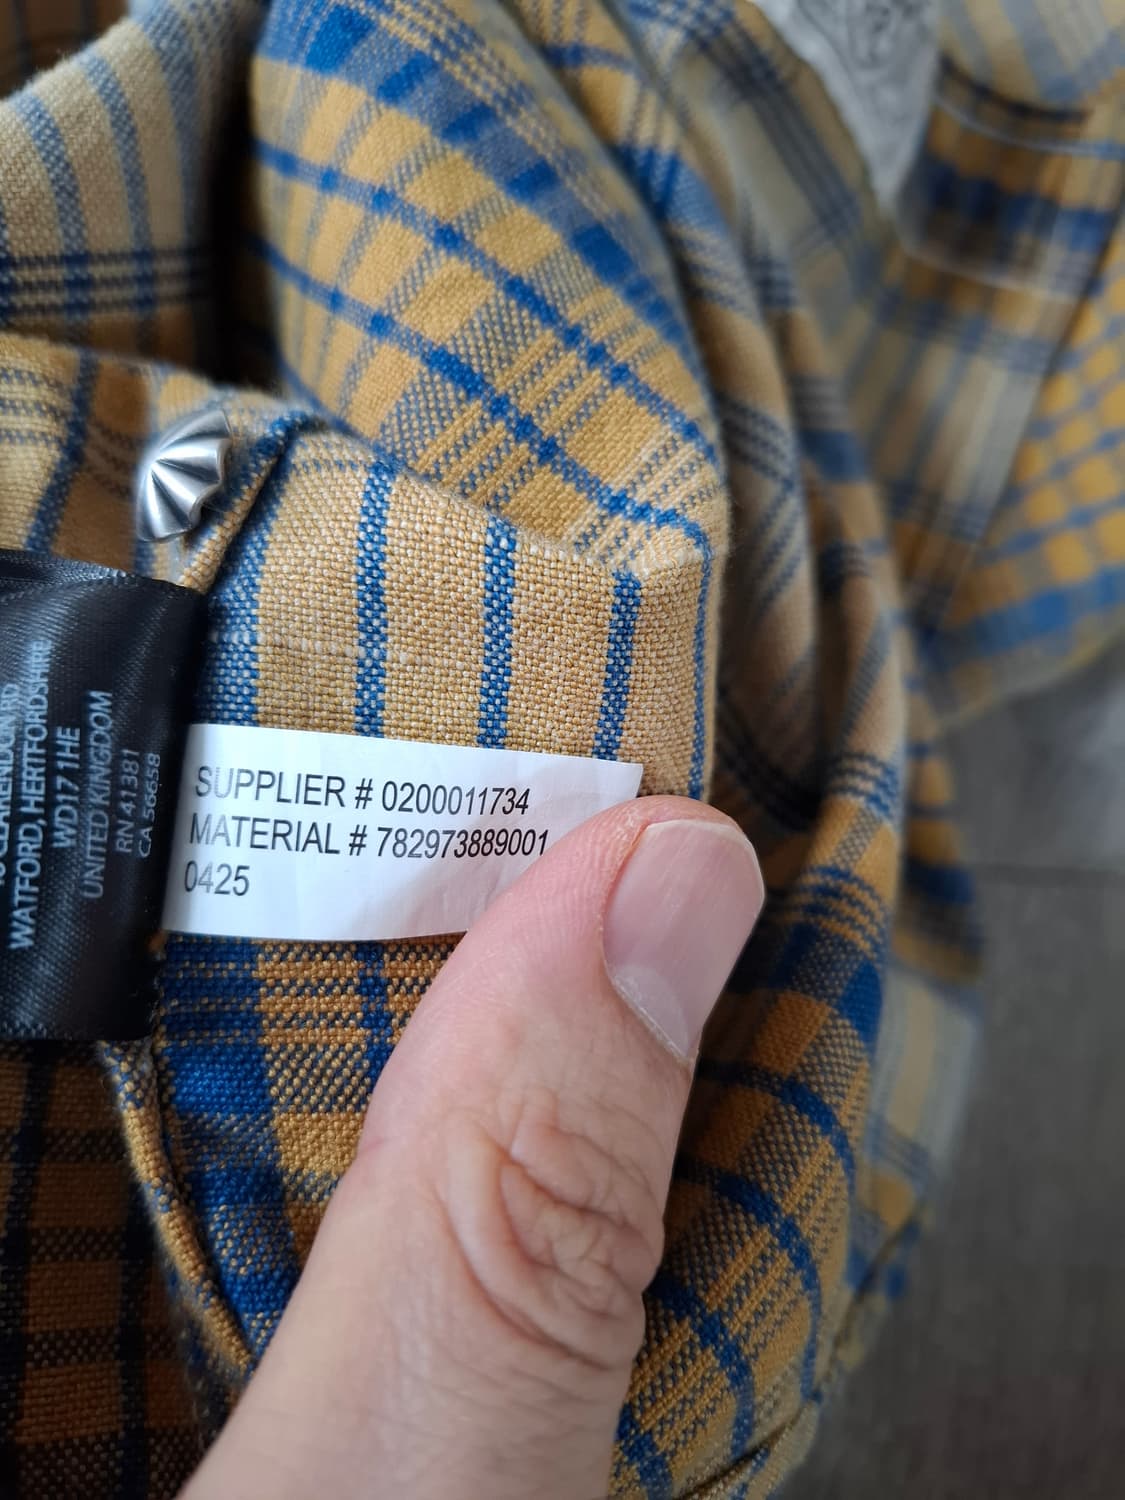 SUPPLIER # 0200011734
MATERIAL # 782973889001
0425
WATFORD, HERTFORDSHIRE
WD17 1HE
UNITED KINGDOM
RN 41381
CA 56658